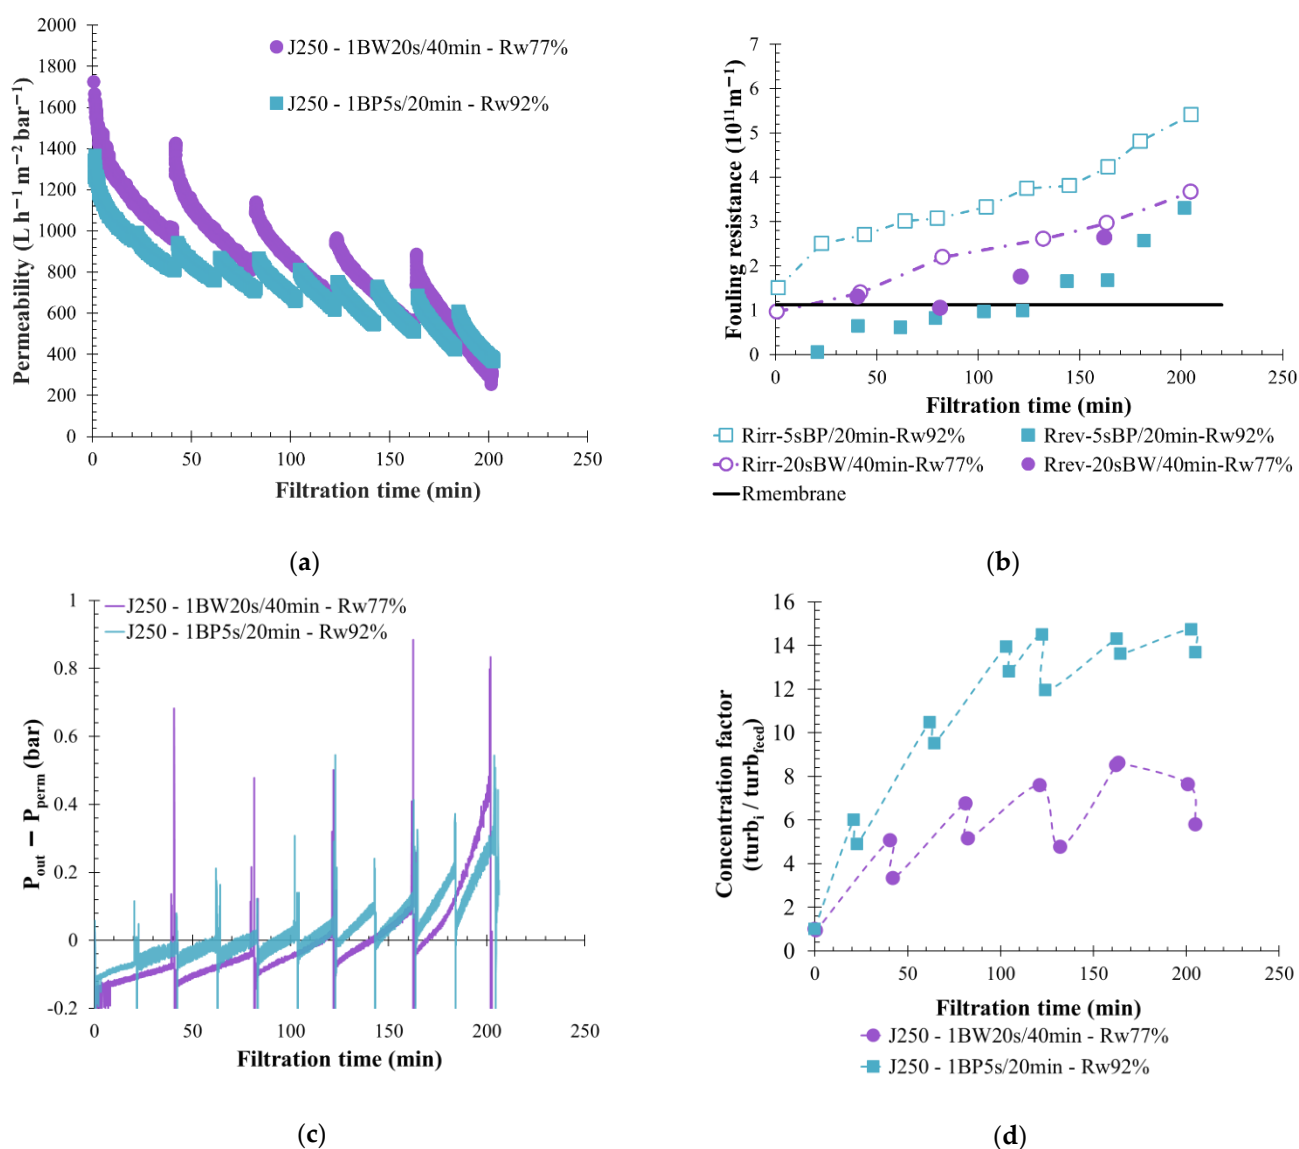 2000
1800
1600
1400
1200
1000
800
600
400
200
0
Permeability (L h⁻¹ m⁻² bar⁻¹)
J250 - 1BW20s/40min - Rw77%
J250 - 1BP5s/20min - Rw92%
0 50 100 150 200 250
Filtration time (min)
(a)
7
6
5
4
3
2
1
0
Fouling resistance (10¹¹m⁻¹)
0 50 100 150 200 250
Filtration time (min)
Rirr-5sBP/20min-Rw92%
Rrev-5sBP/20min-Rw92%
Rirr-20sBW/40min-Rw77%
Rrev-20sBW/40min-Rw77%
Rmembrane
(b)
1
0.8
0.6
0.4
0.2
0
-0.2
P_out − P_perm (bar)
J250 - 1BW20s/40min - Rw77%
J250 - 1BP5s/20min - Rw92%
0 50 100 150 200 250
Filtration time (min)
(c)
16
14
12
10
8
6
4
2
0
Concentration factor
(turb_i / turb_feed)
0 50 100 150 200 250
Filtration time (min)
J250 - 1BW20s/40min - Rw77%
J250 - 1BP5s/20min - Rw92%
(d)